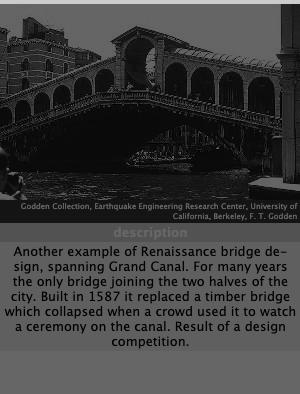 Godden Collection, Earthquake Engineering Research Center, University of
California, Berkeley, F. T. Godden
description
Another example of Renaissance bridge de-
sign, spanning Grand Canal. For many years
the only bridge joining the two halves of the
city. Built in 1587 it replaced a timber bridge
which collapsed when a crowd used it to watch
a ceremony on the canal. Result of a design
competition.